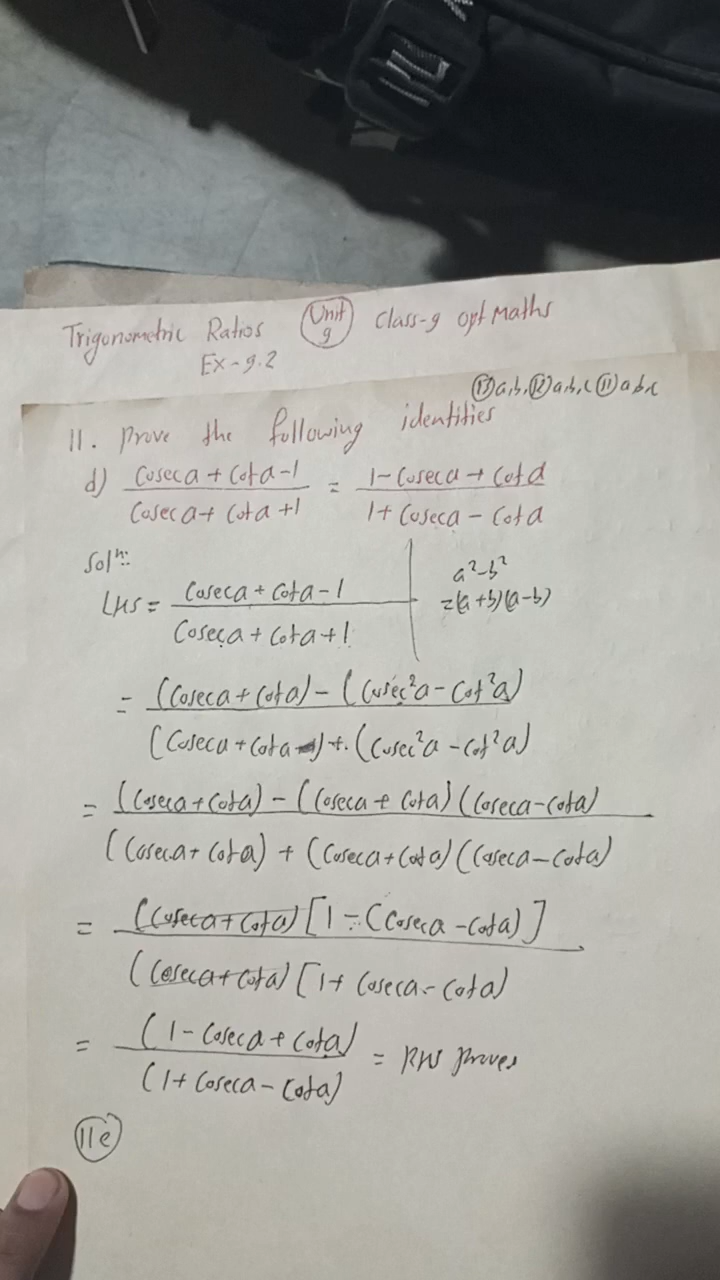 Trigonometric Ratios Unit 9 Class-9 opt Maths
Ex-9.2
⑬a,b,⑫a,b,c⑪a,b,c
11. Prove the following identities
d) (Coseca + Cota - 1)/(Coseca + Cota + 1) = (1 - Coseca + Cota)/(1 + Coseca - Cota)
Solⁿ:
LHS = (Coseca + Cota - 1)/(Coseca + Cota + 1)
a²-b²
=(a+b)(a-b)
= ((Coseca + Cota) - (Cosec²a - Cot²a))/((Coseca + Cota) + (Cosec²a - Cot²a))
= ((Coseca + Cota) - (Coseca + Cota)(Coseca - Cota))/((Coseca + Cota) + (Coseca + Cota)(Coseca - Cota))
= ((Coseca + Cota)[1 - (Coseca - Cota)])/((Coseca + Cota)[1 + Coseca - Cota)
= (1 - Coseca + Cota)/(1 + Coseca - Cota) = RHS proves
11e